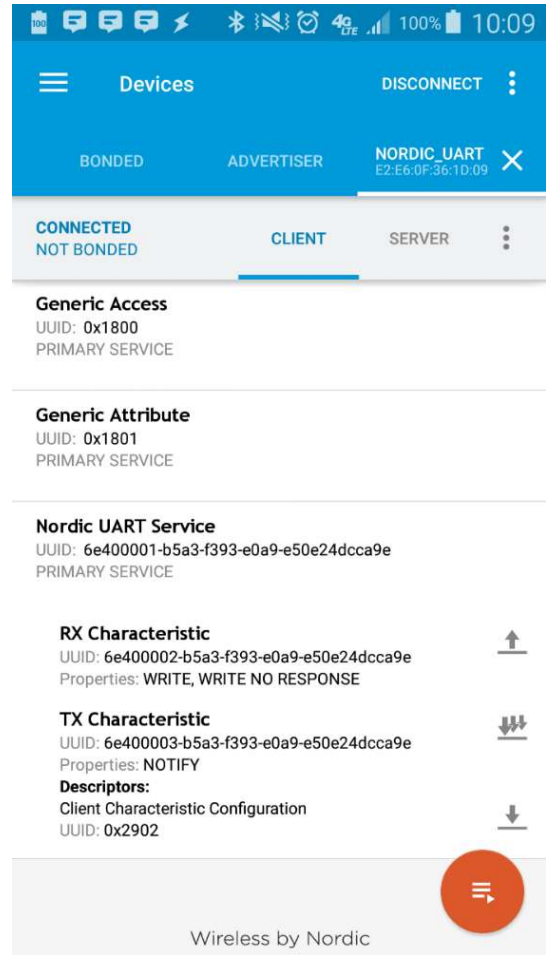 100 4G LTE 100% 10:09
Devices DISCONNECT
BONDED ADVERTISER NORDIC_UART
E2:E6:0F:36:1D:09
CONNECTED
NOT BONDED CLIENT SERVER
Generic Access
UUID: 0x1800
PRIMARY SERVICE
Generic Attribute
UUID: 0x1801
PRIMARY SERVICE
Nordic UART Service
UUID: 6e400001-b5a3-f393-e0a9-e50e24dcca9e
PRIMARY SERVICE
RX Characteristic
UUID: 6e400002-b5a3-f393-e0a9-e50e24dcca9e
Properties: WRITE, WRITE NO RESPONSE
TX Characteristic
UUID: 6e400003-b5a3-f393-e0a9-e50e24dcca9e
Properties: NOTIFY
Descriptors:
Client Characteristic Configuration
UUID: 0x2902
Wireless by Nordic